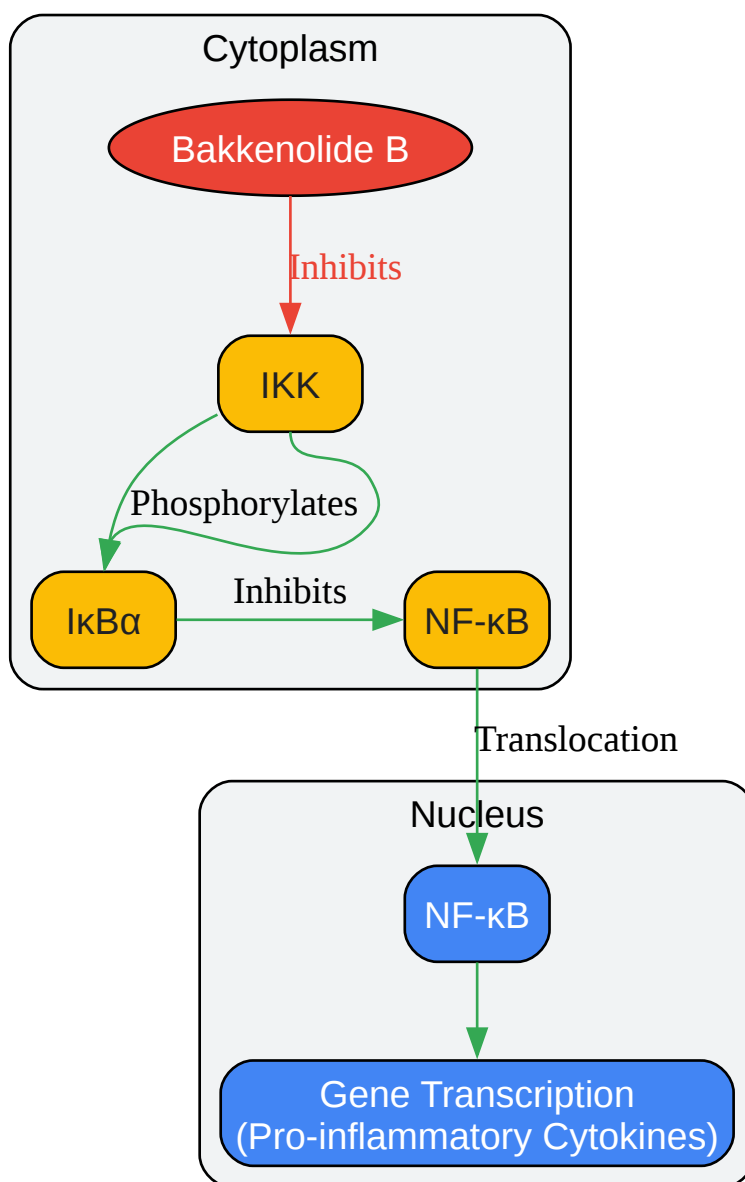 Cytoplasm
Bakkenolide B
Inhibits
IKK
Phosphorylates
IκBα
Inhibits
NF-κB
Translocation
Nucleus
NF-κB
Gene Transcription
(Pro-inflammatory Cytokines)